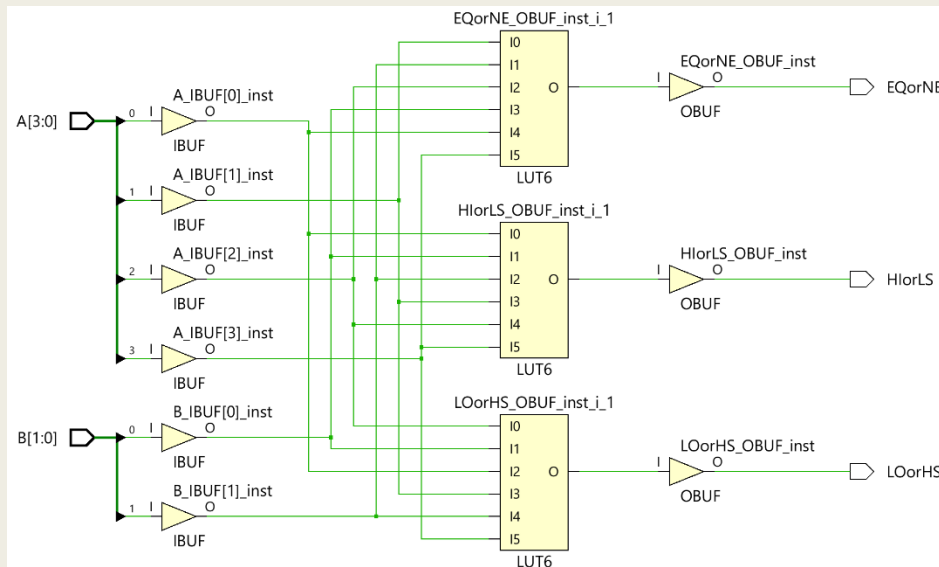 EQorNE_OBUF_inst_i_1
I0
I1
I2
I3
I4
I5
O
LUT6
EQorNE_OBUF_inst
I
O
OBUF
EQorNE
A[3:0]
0
I
A_IBUF[0]_inst
O
IBUF
1
I
A_IBUF[1]_inst
O
IBUF
2
I
A_IBUF[2]_inst
O
IBUF
3
I
A_IBUF[3]_inst
O
IBUF
HIorLS_OBUF_inst_i_1
I0
I1
I2
I3
I4
I5
O
LUT6
HIorLS_OBUF_inst
I
O
OBUF
HIorLS
B[1:0]
0
I
B_IBUF[0]_inst
O
IBUF
1
I
B_IBUF[1]_inst
O
IBUF
LOorHS_OBUF_inst_i_1
I0
I1
I2
I3
I4
I5
O
LUT6
LOorHS_OBUF_inst
I
O
OBUF
LOorHS